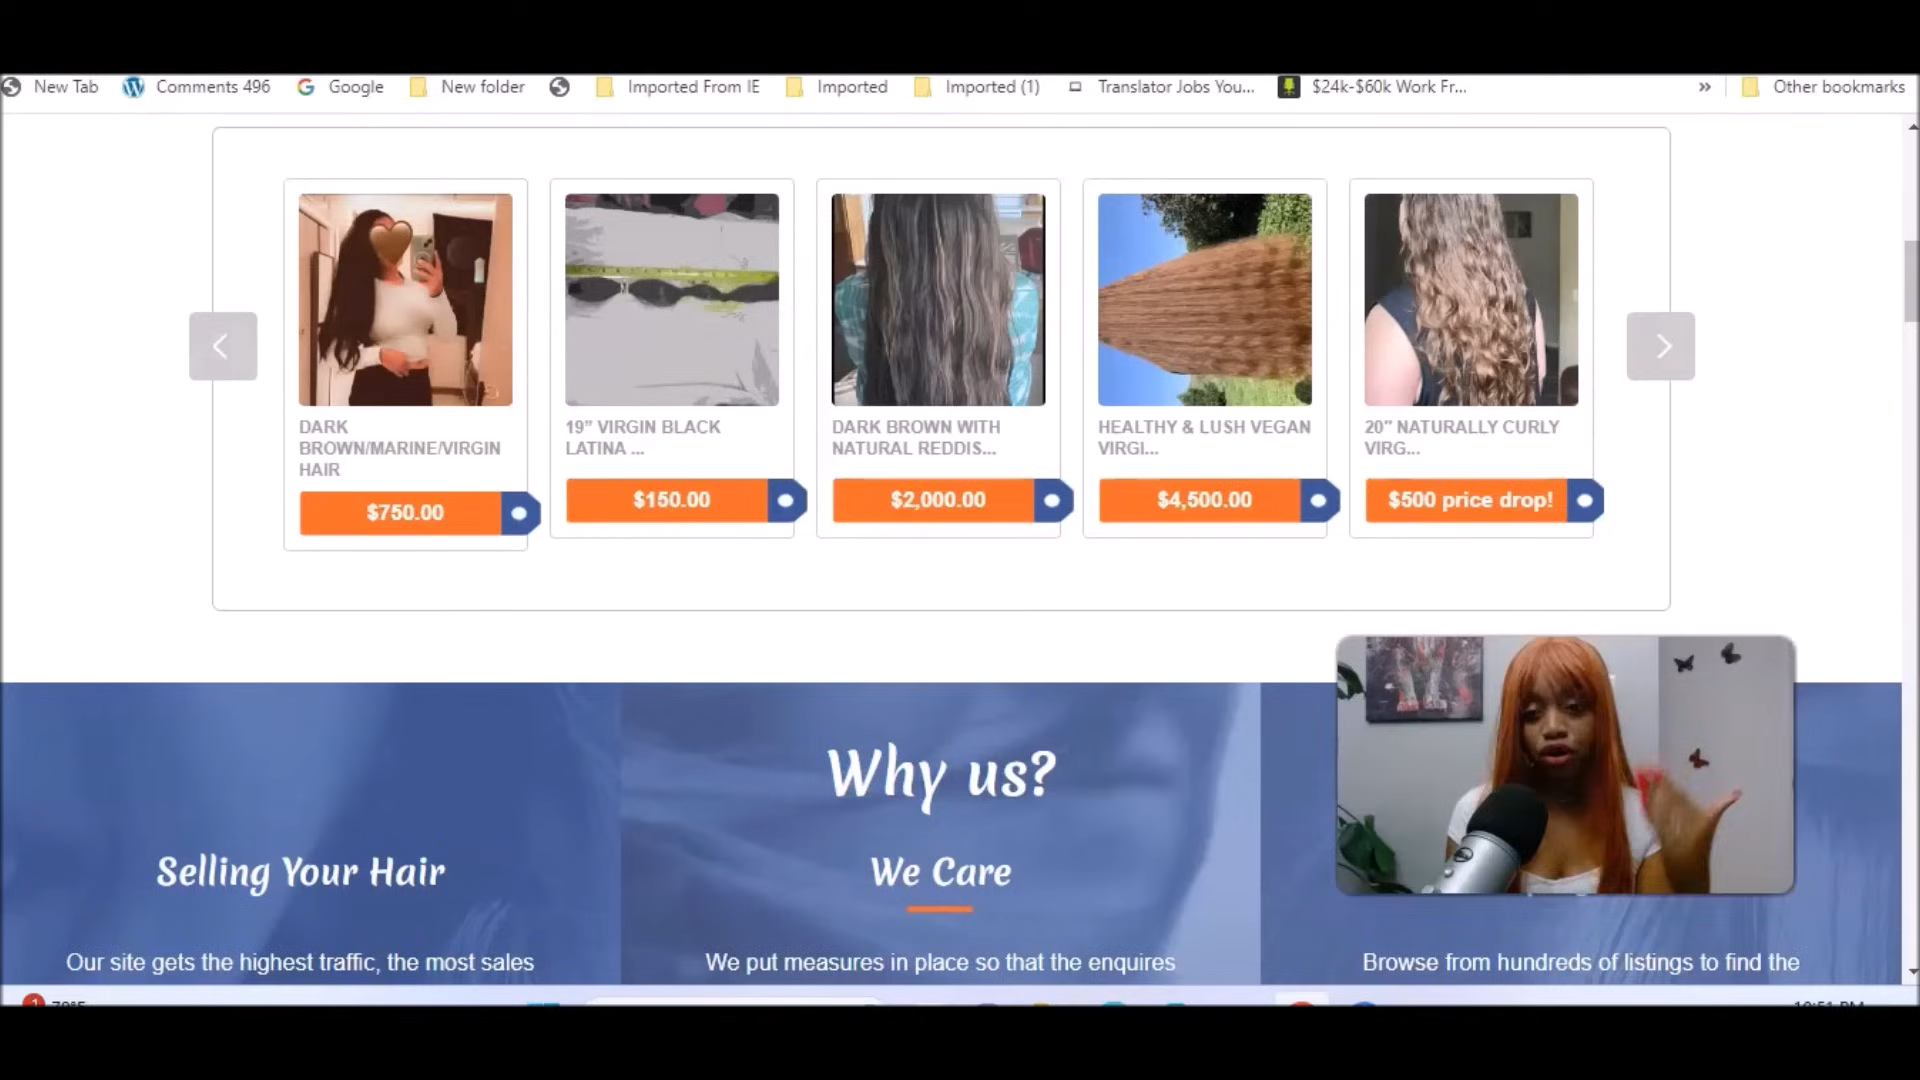 New Tab
Comments 496
Google
New folder
Imported From IE
Imported
Imported (1)
Translator Jobs You...
$24k-$60k Work Fr...
»
Other bookmarks
DARK
BROWN/MARINE/VIRGIN
HAIR
$750.00
19” VIRGIN BLACK
LATINA ...
$150.00
DARK BROWN WITH
NATURAL REDDIS...
$2,000.00
HEALTHY & LUSH VEGAN
VIRGI...
$4,500.00
20” NATURALLY CURLY
VIRG...
$500 price drop!
Why us?
Selling Your Hair
Our site gets the highest traffic, the most sales
We Care
We put measures in place so that the enquires
Browse from hundreds of listings to find the